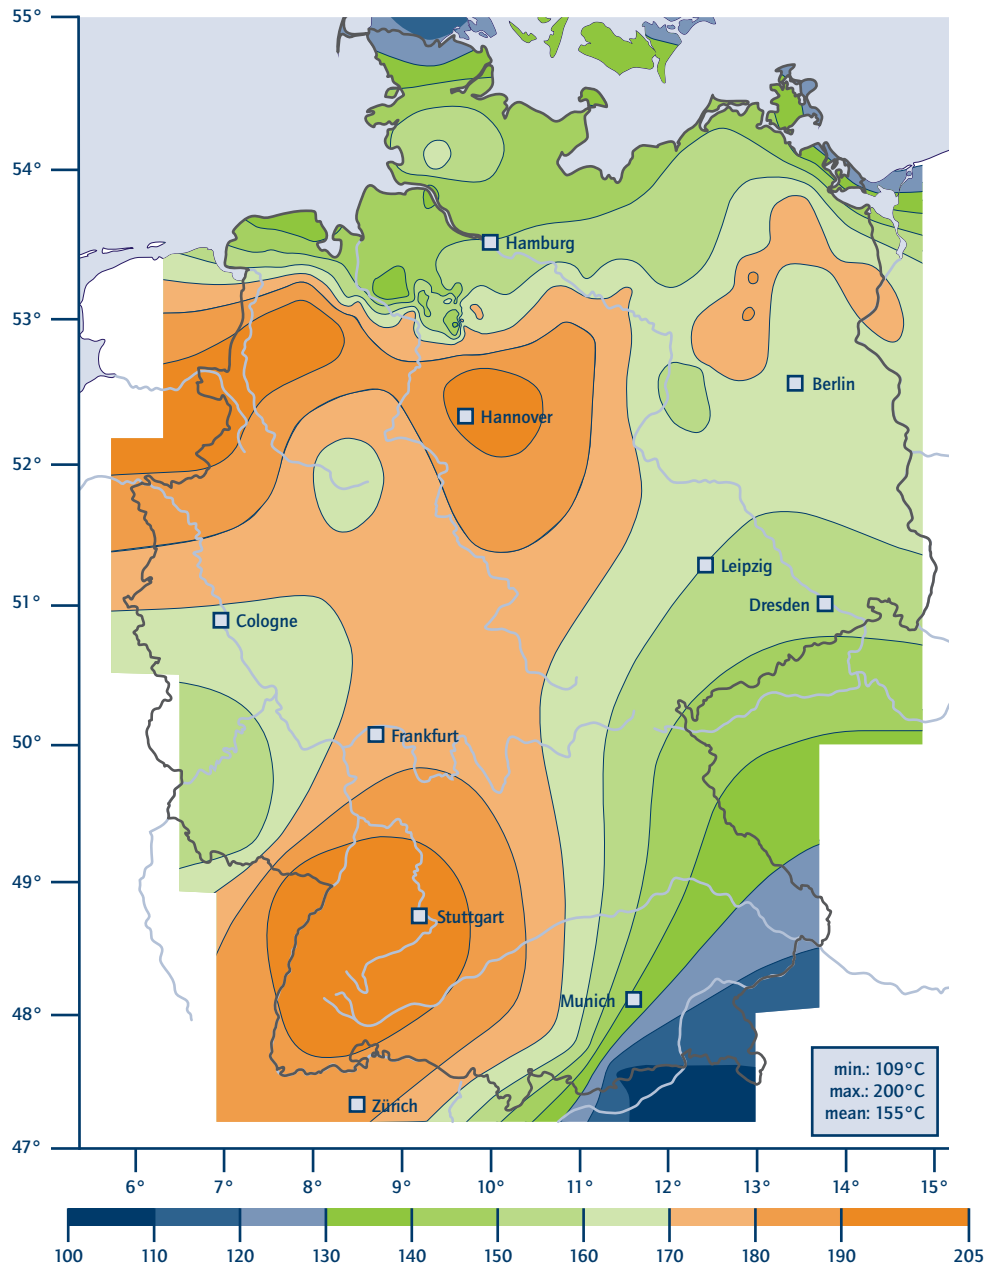 55°
54°
53°
52°
51°
50°
49°
48°
47°
Hamburg
Berlin
Hannover
Leipzig
Dresden
Cologne
Frankfurt
Stuttgart
Munich
Zürich
min.: 109°C
max.: 200°C
mean: 155°C
6° 7° 8° 9° 10° 11° 12° 13° 14° 15°
100 110 120 130 140 150 160 170 180 190 205